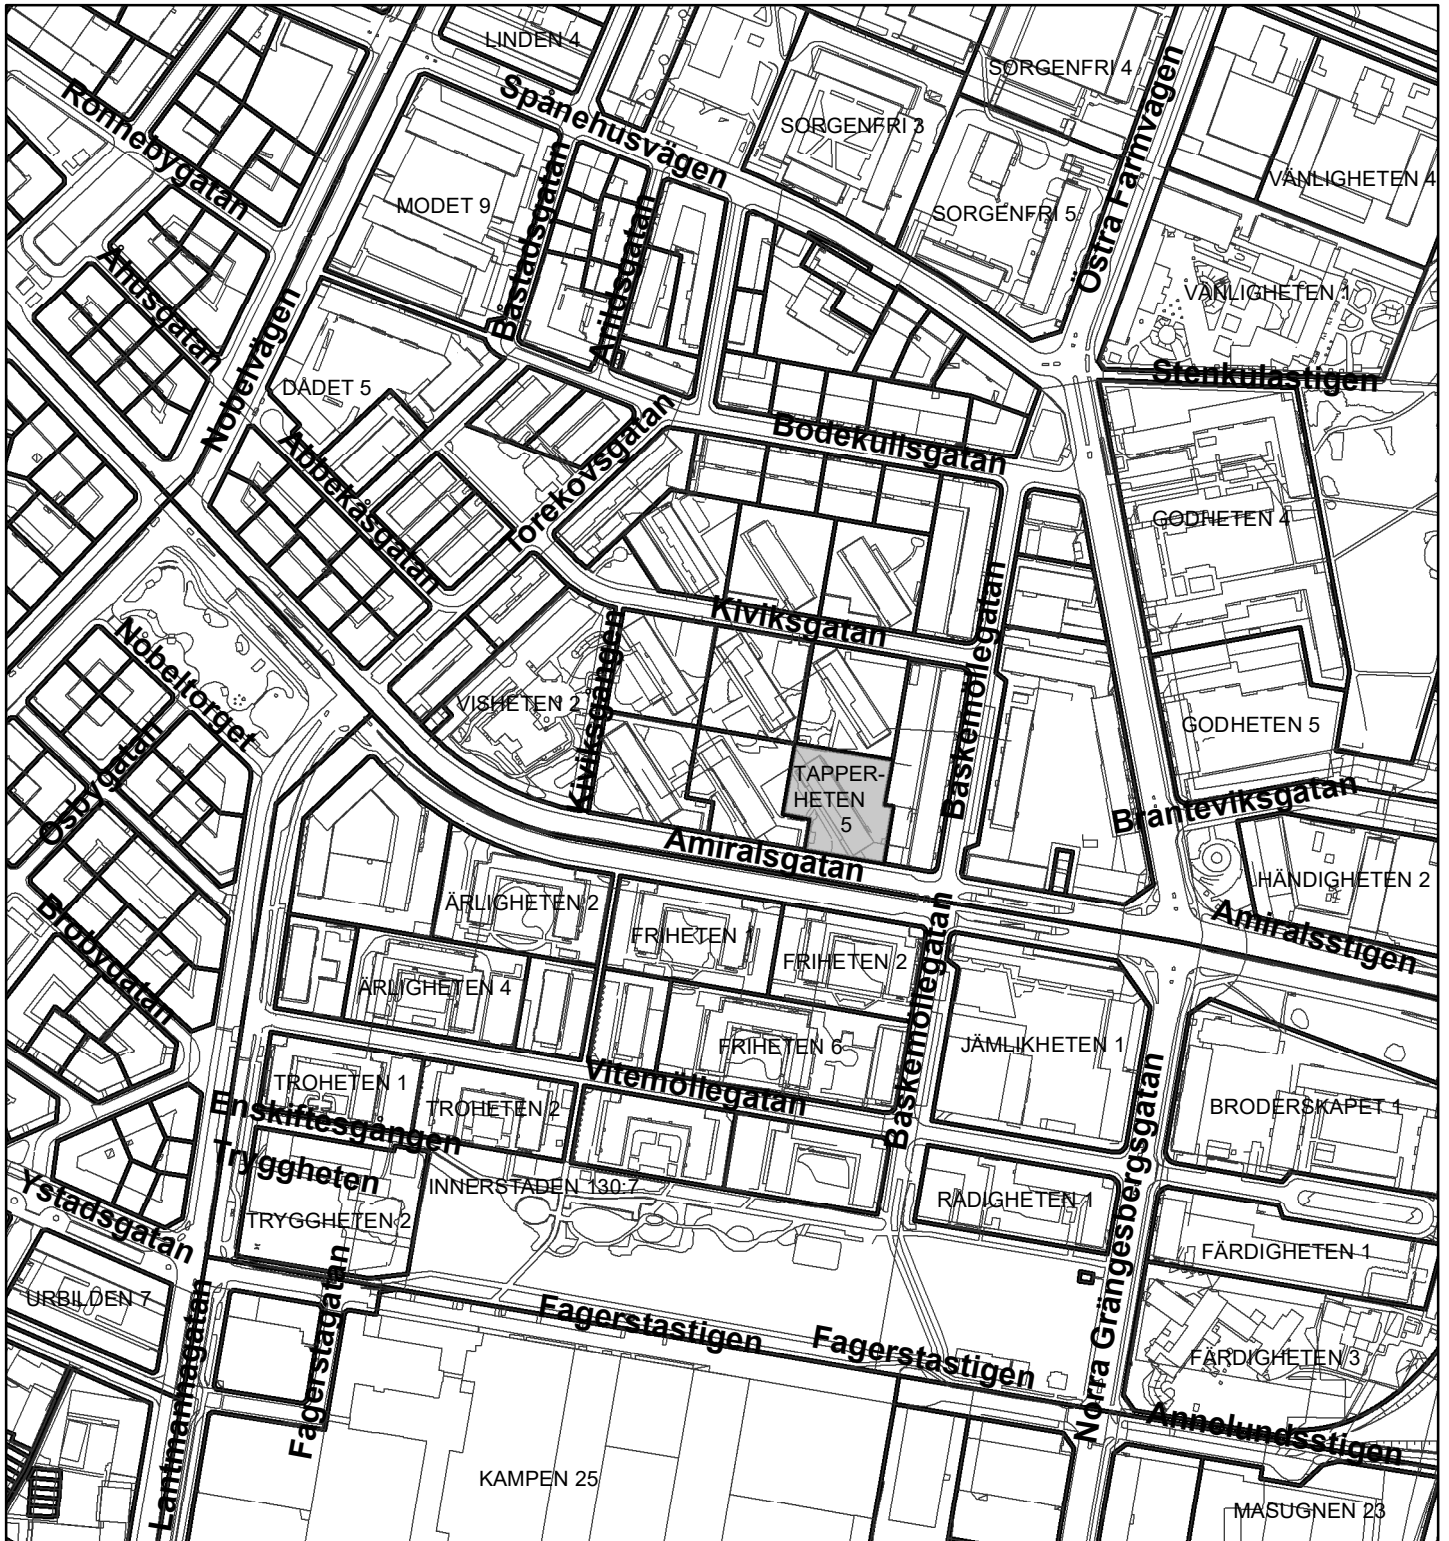 LINDEN 4
SORGENFRI 4
Spånehusvägen
Rönnebygatan
SORGENFRI 3
Östra Farmvägen
VÄNLIGHETEN 4
MODET 9
Båstadsgatan
Arildsgatan
SORGENFRI 5
Åhusgatan
Nobelvägen
VÄNLIGHETEN 1
DÅDET 5
Stenkulastigen
Abbekåsgatan
Torekovsgatan
Bodekullsgatan
GODHETEN 4
Kiviksgatan
Nobeltorget
Kiviksgången
Baskemöllegatan
VISHETEN 2
GODHETEN 5
Osbygatan
TAPPER-
HETEN
5
Branteviksgatan
Amiralsgatan
HÄNDIGHETEN 2
ÄRLIGHETEN 2
Brobygatan
FRIHETEN 1
FRIHETEN 2
Baskemöllegatan
Amiralsstigen
ÄRLIGHETEN 4
FRIHETEN 6
JÄMLIKHETEN 1
TROHETEN 1
Vitemöllegatan
TROHETEN 2
BRODERSKAPET 1
Enskiftesgången
Tryggheten
INNERSTADEN 130:7
RÅDIGHETEN 1
Ystadsgatan
TRYGGHETEN 2
Norra Grängesbergsgatan
FÄRDIGHETEN 1
URBILDEN 7
Fagerstagatan
Lantmannagatan
Fagerstastigen
Fagerstastigen
FÄRDIGHETEN 3
Annelundsstigen
KAMPEN 25
MASUGNEN 23